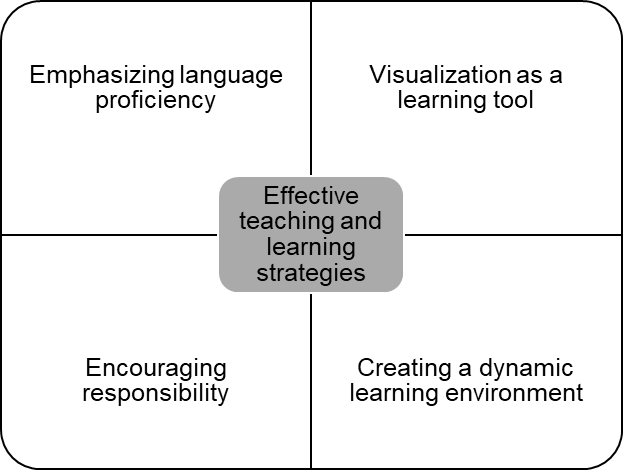 Emphasizing language
proficiency
Visualization as a
learning tool
Effective
teaching and
learning
strategies
Encouraging
responsibility
Creating a dynamic
learning environment